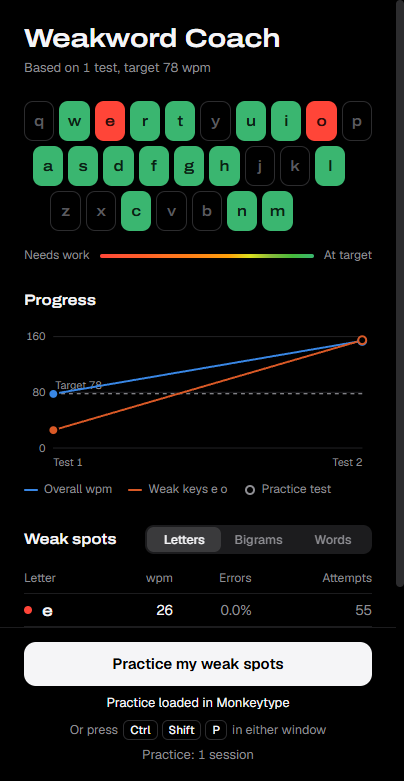 Weakword Coach
Based on 1 test, target 78 wpm
q w e r t y u i o p
a s d f g h j k l
z x c v b n m
Needs work At target
Progress
160
Target 78
80
0
Test 1 Test 2
Overall wpm Weak keys e o Practice test
Weak spots Letters Bigrams Words
Letter wpm Errors Attempts
e 26 0.0% 55
Practice my weak spots
Practice loaded in Monkeytype
Or press Ctrl Shift P in either window
Practice: 1 session